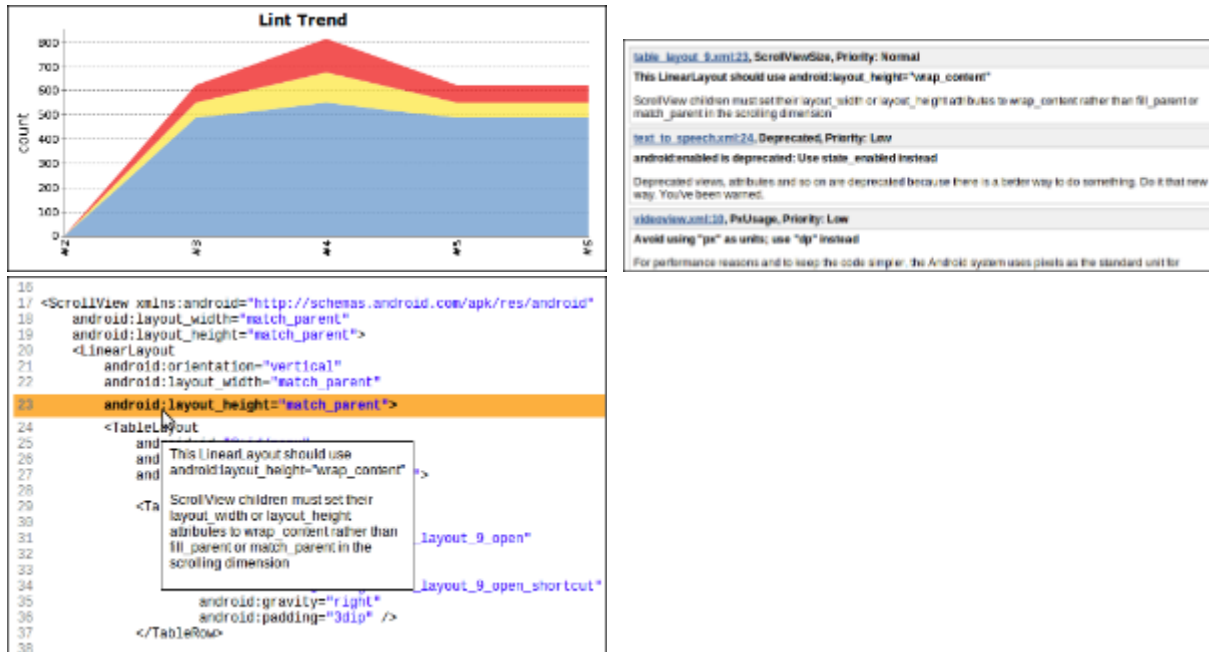 Lint Trend
800
700
600
500
400
300
200
100
0
count
#2
#3
#4
#5
#6
table_layout_9.xml:23, ScrollViewSize, Priority: Normal
This LinearLayout should use android:layout_height="wrap_content"
ScrollView children must set their layout_width or layout_height attributes to wrap_content rather than fill_parent or
match_parent in the scrolling dimension
text_to_speech.xml:24, Deprecated, Priority: Low
android:enabled is deprecated: Use state_enabled instead
Deprecated views, attributes and so on are deprecated because there is a better way to do something. Do it that new
way. You've been warned.
videoview.xml:10, PxUsage, Priority: Low
Avoid using "px" as units; use "dp" instead
For performance reasons and to keep the code simpler, the Android system uses pixels as the standard unit for
16
17 <ScrollView xmlns:android="http://schemas.android.com/apk/res/android"
18 android:layout_width="match_parent"
19 android:layout_height="match_parent">
20 <LinearLayout
21 android:orientation="vertical"
22 android:layout_width="match_parent"
23 android:layout_height="match_parent">
24 <TableLayout
25 and
26 and
27 and ">
28
29 <Ta
30
31 _layout_9_open"
32
33
34 _layout_9_open_shortcut"
35 android:gravity="right"
36 android:padding="3dip" />
37 </TableRow>
38
This LinearLayout should use
android:layout_height="wrap_content"
ScrollView children must set their
layout_width or layout_height
attributes to wrap_content rather than
fill_parent or match_parent in the
scrolling dimension